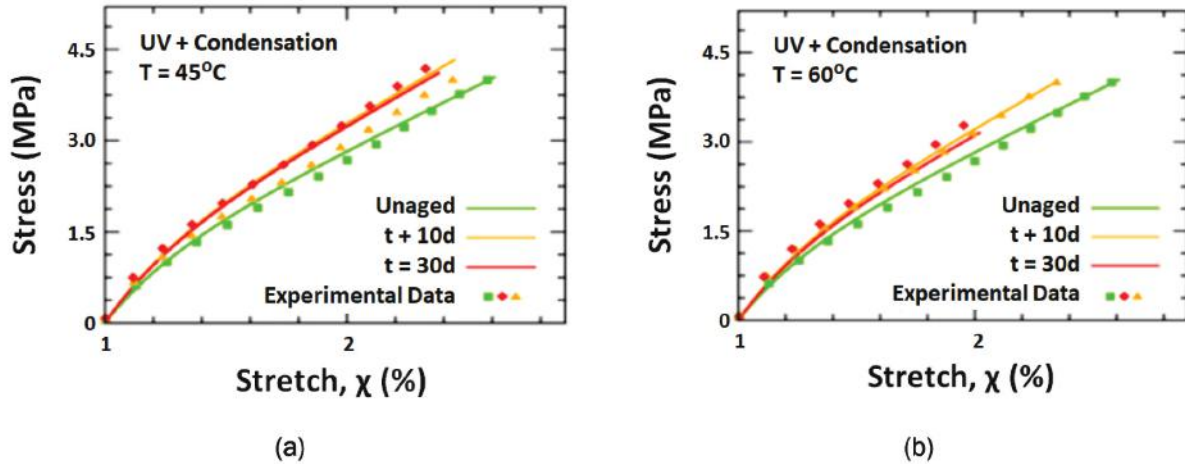 UV + Condensation
T = 45°C
4.5
3.0
1.5
0
Stress (MPa)
Unaged
t + 10d
t = 30d
Experimental Data
1
2
Stretch, χ (%)
(a)
UV + Condensation
T = 60°C
4.5
3.0
1.5
0
Stress (MPa)
Unaged
t + 10d
t = 30d
Experimental Data
1
2
Stretch, χ (%)
(b)